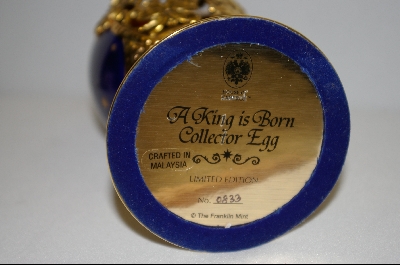 A King is Born
Collector Egg
CRAFTED IN
MALAYSIA
LIMITED EDITION
No. 0833
© The Franklin Mint